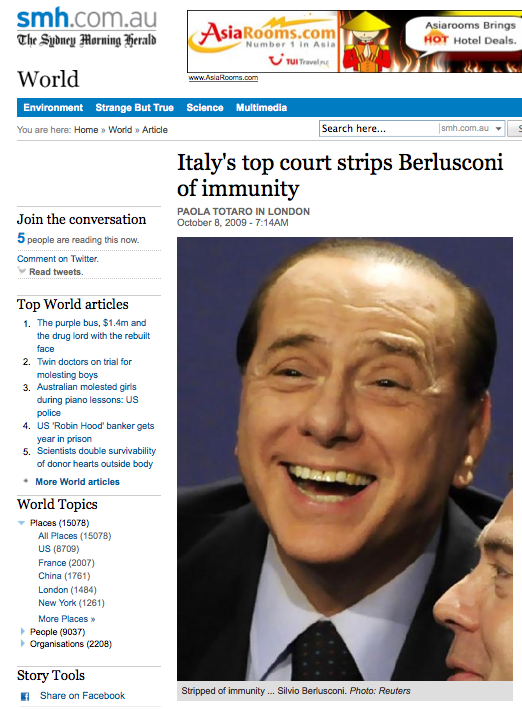 smh.com.au
The Sydney Morning Herald
AsiaRooms.com
Number 1 in Asia
TUI Travel PLC
Asiarooms Brings
HOT Hotel Deals.
www.AsiaRooms.com
World
Environment Strange But True Science Multimedia
You are here: Home » World » Article
Search here... smh.com.au S
Italy's top court strips Berlusconi
of immunity
PAOLA TOTARO IN LONDON
October 8, 2009 - 7:14AM
Join the conversation
5 people are reading this now.
Comment on Twitter.
Read tweets.
Top World articles
1. The purple bus, $1.4m and
the drug lord with the rebuilt
face
2. Twin doctors on trial for
molesting boys
3. Australian molested girls
during piano lessons: US
police
4. US 'Robin Hood' banker gets
year in prison
5. Scientists double survivability
of donor hearts outside body
More World articles
World Topics
Places (15078)
All Places (15078)
US (8709)
France (2007)
China (1761)
London (1484)
New York (1261)
More Places »
People (9037)
Organisations (2208)
Story Tools
Share on Facebook
Stripped of immunity ... Silvio Berlusconi. Photo: Reuters